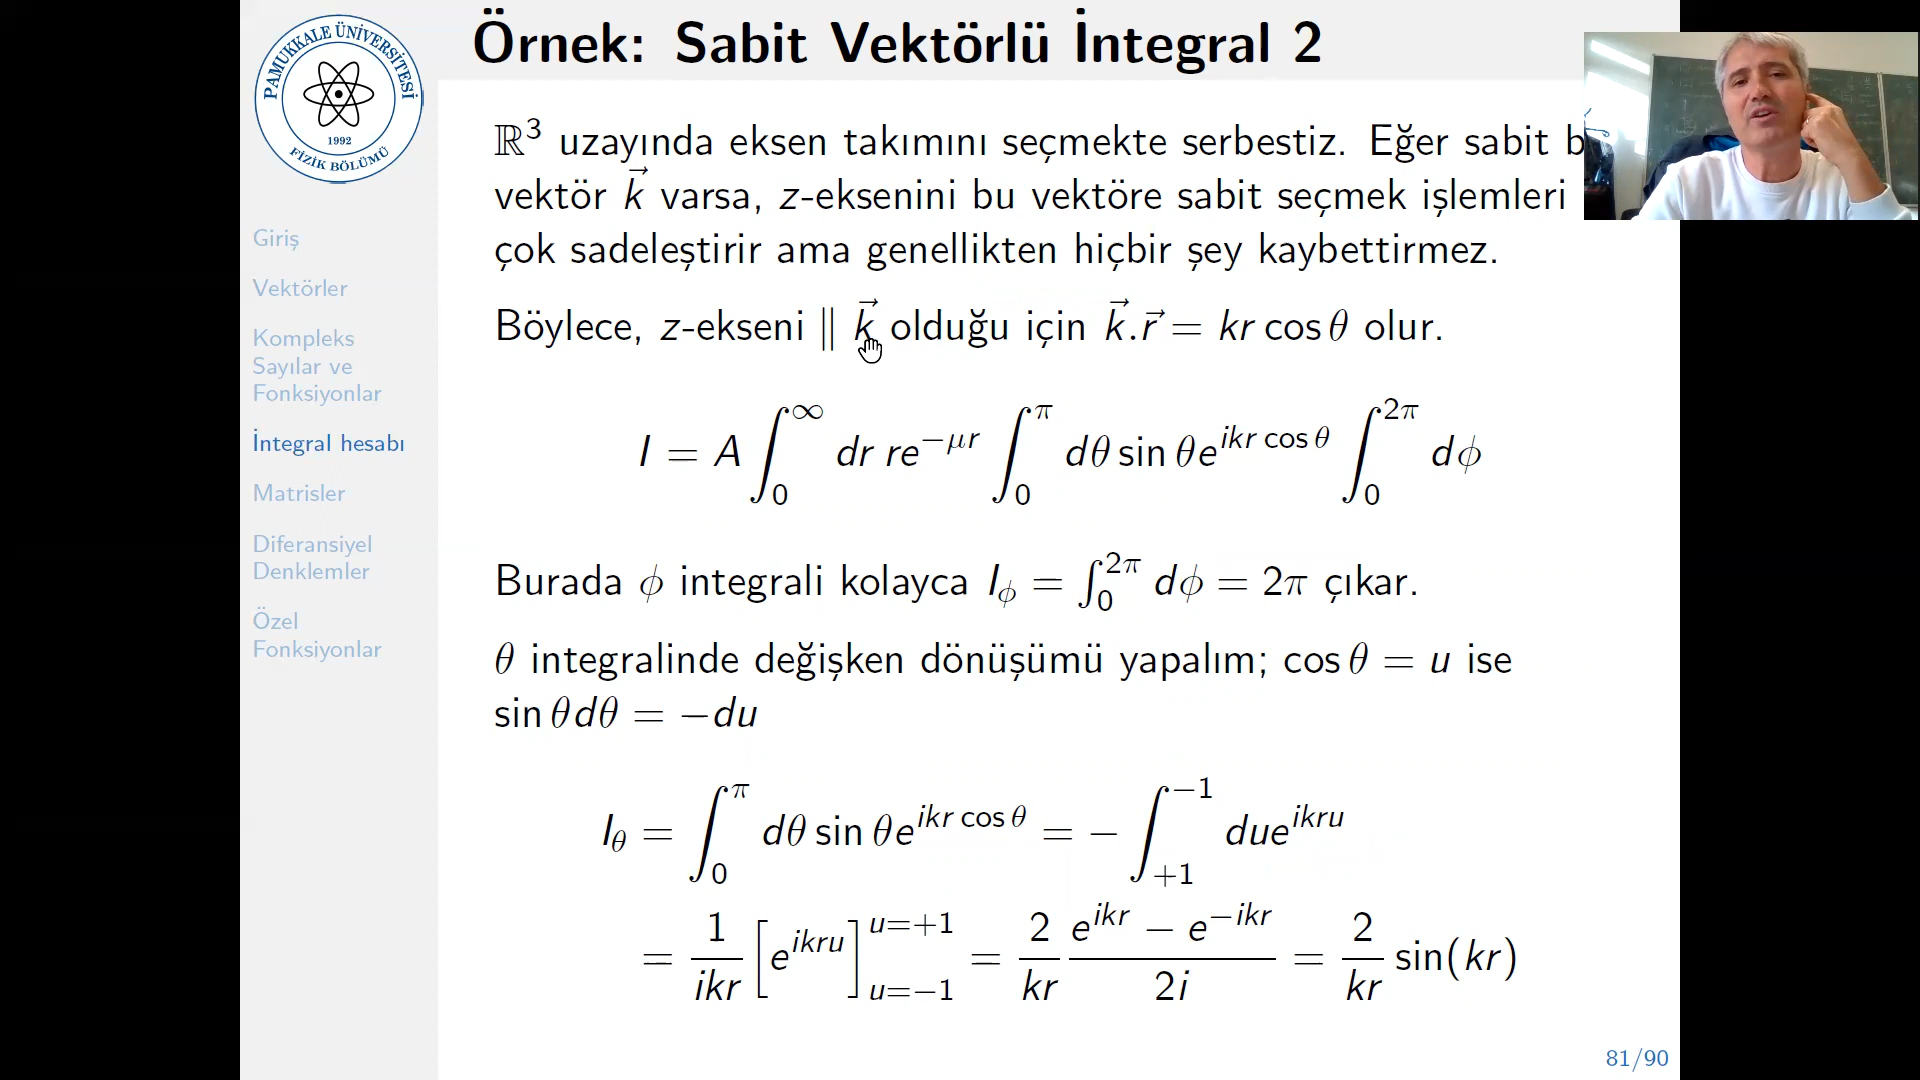 Örnek: Sabit Vektörlü İntegral 2
PAMUKKALE ÜNİVERSİTESİ
1992
FİZİK BÖLÜMÜ
Giriş
Vektörler
Kompleks
Sayılar ve
Fonksiyonlar
İntegral hesabı
Matrisler
Diferansiyel
Denklemler
Özel
Fonksiyonlar
ℝ³ uzayında eksen takımını seçmekte serbestiz. Eğer sabit b
vektör k⃗ varsa, z-eksenini bu vektöre sabit seçmek işlemleri
çok sadeleştirir ama genellikten hiçbir şey kaybettirmez.
Böylece, z-ekseni ∥ k⃗ olduğu için k⃗.r⃗ = kr cos θ olur.
I = A ∫₀^∞ dr re^{−μr} ∫₀^π dθ sin θe^{ikr cos θ} ∫₀^{2π} dϕ
Burada ϕ integrali kolayca I_ϕ = ∫₀^{2π} dϕ = 2π çıkar.
θ integralinde değişken dönüşümü yapalım; cos θ = u ise
sin θdθ = −du
I_θ = ∫₀^π dθ sin θe^{ikr cos θ} = − ∫_{+1}^{−1} due^{ikru}
= 1/ikr [e^{ikru}]_{u=−1}^{u=+1} = 2/kr (e^{ikr} − e^{−ikr})/2i = 2/kr sin(kr)
81/90